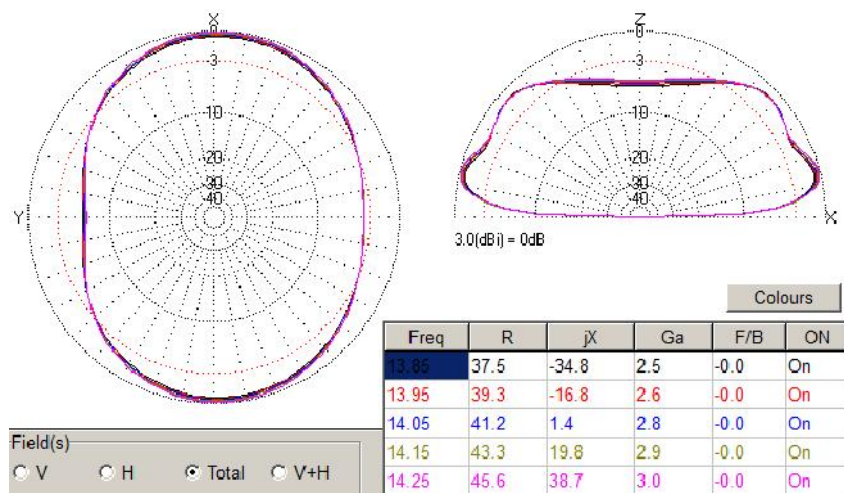 X
0
3
10
20
30
40
Y
Z
0
3
10
20
30
40
X
3.0(dBi) = 0dB
Colours
Freq R jX Ga F/B ON
13.85 37.5 -34.8 2.5 -0.0 On
13.95 39.3 -16.8 2.6 -0.0 On
14.05 41.2 1.4 2.8 -0.0 On
14.15 43.3 19.8 2.9 -0.0 On
14.25 45.6 38.7 3.0 -0.0 On
Field(s)
V H Total V+H